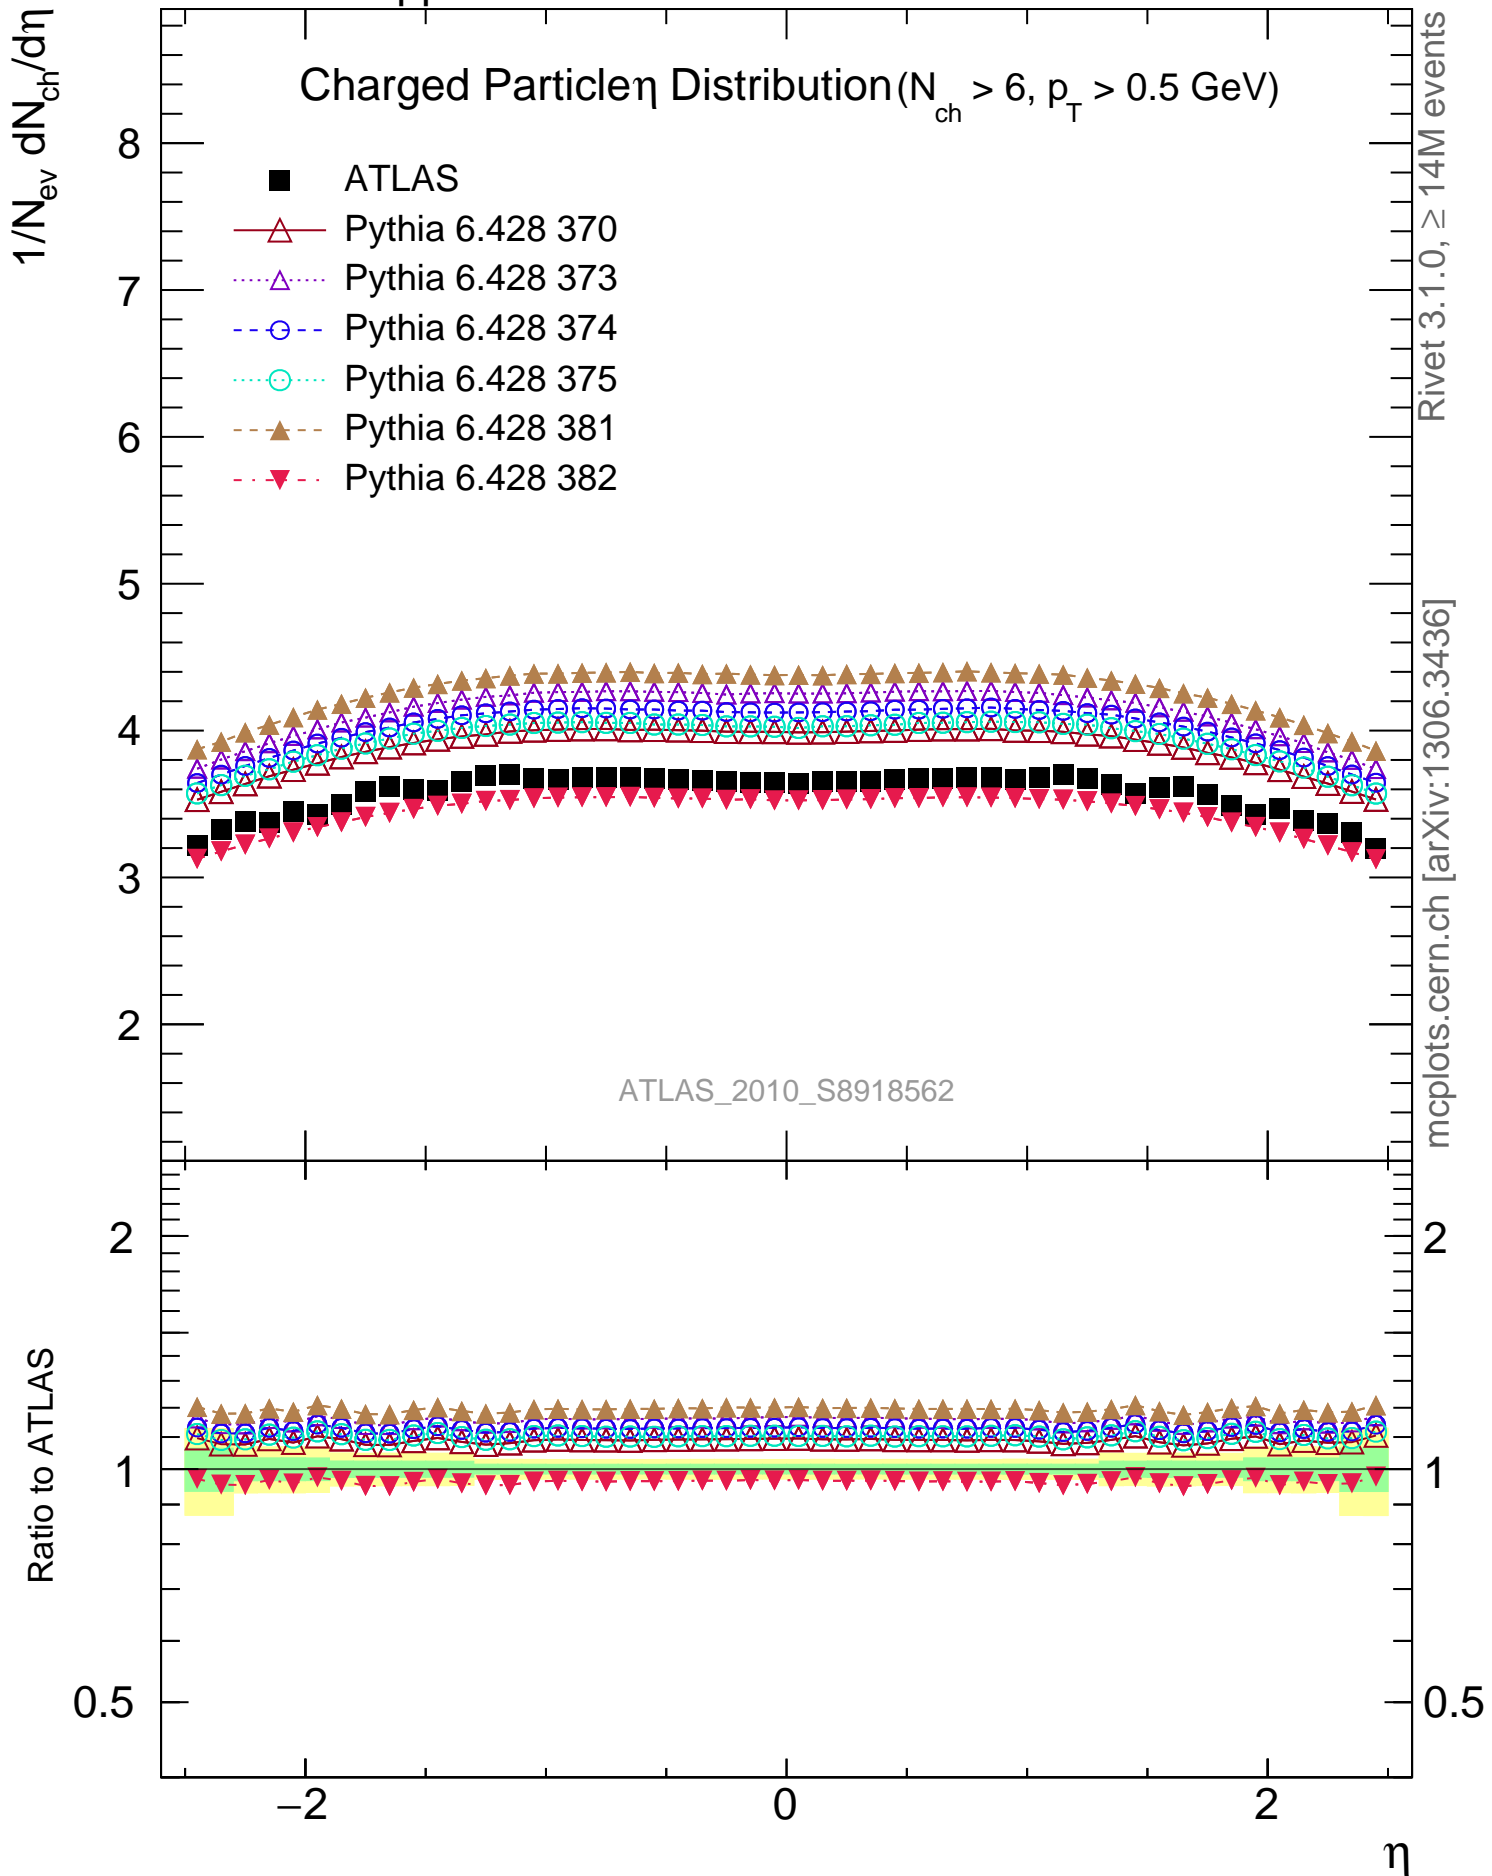 pp
1/N_ev dN_ch/dη
Charged Particleη Distribution(N_ch > 6, p_T > 0.5 GeV)
ATLAS
Pythia 6.428 370
Pythia 6.428 373
Pythia 6.428 374
Pythia 6.428 375
Pythia 6.428 381
Pythia 6.428 382
8
7
6
5
4
3
2
ATLAS_2010_S8918562
Rivet 3.1.0, ≥ 14M events
mcplots.cern.ch [arXiv:1306.3436]
Ratio to ATLAS
2
1
0.5
2
1
0.5
−2
0
2
η